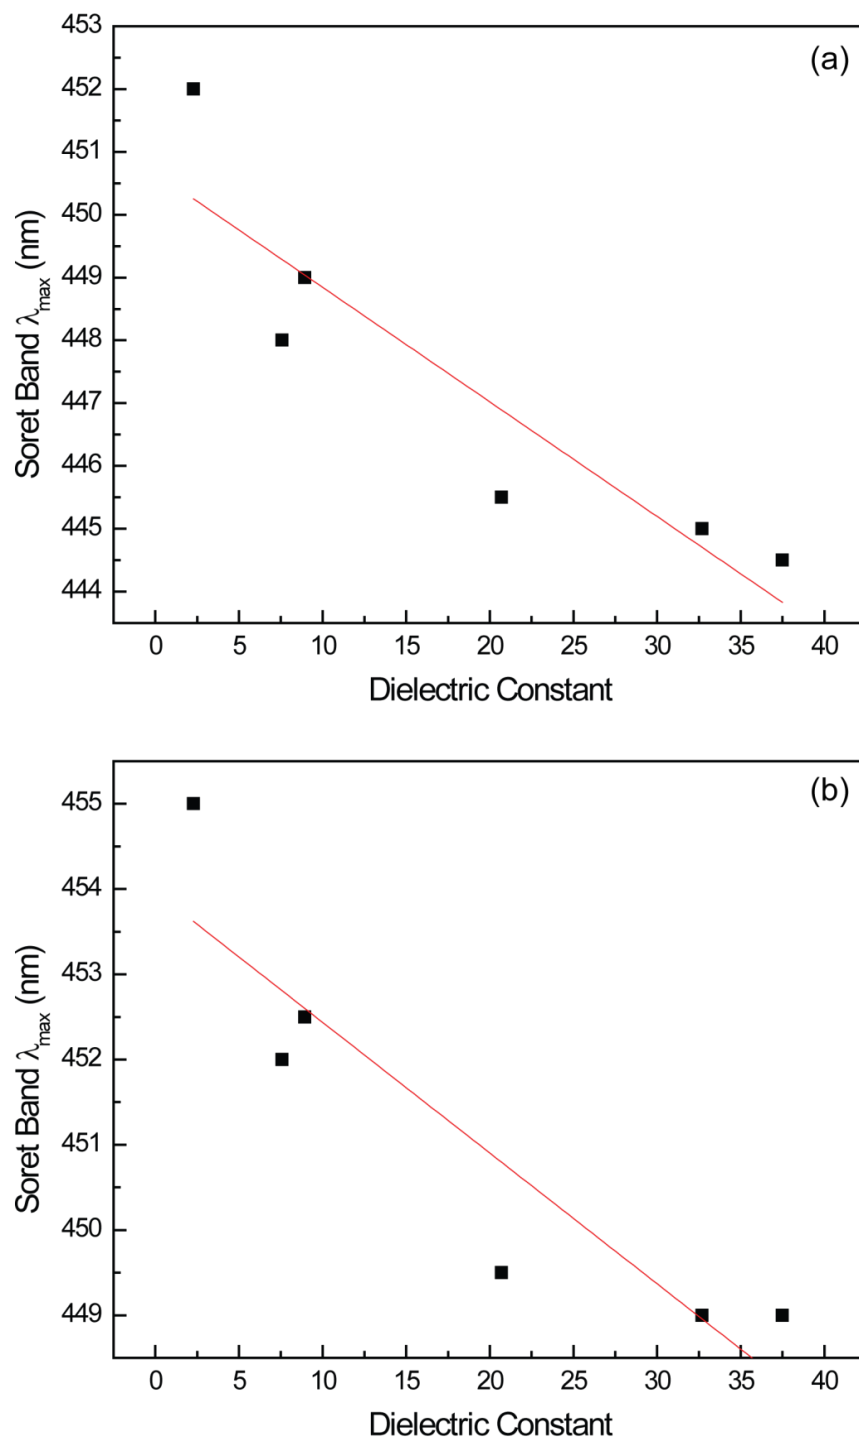 (a)
453
452
451
450
449
448
447
446
445
444
Soret Band λmax (nm)
0 5 10 15 20 25 30 35 40
Dielectric Constant
(b)
455
454
453
452
451
450
449
Soret Band λmax (nm)
0 5 10 15 20 25 30 35 40
Dielectric Constant